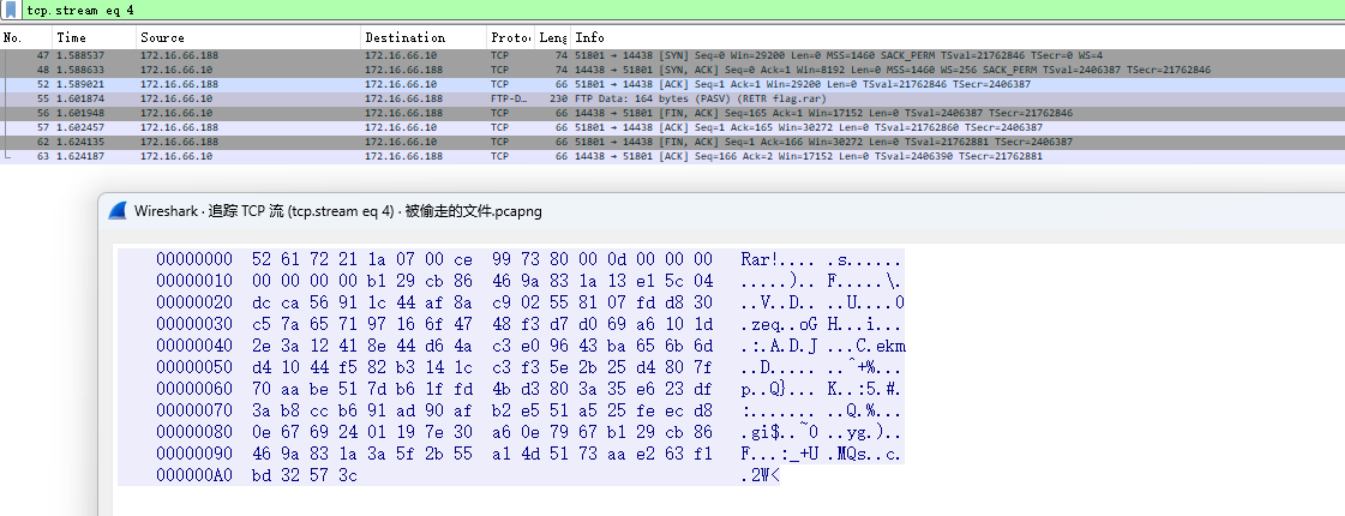 tcp.stream eq 4
No. Time Source Destination Proto Leng Info
47 1.588537 172.16.66.188 172.16.66.10 TCP 74 51801 → 14438 [SYN] Seq=0 Win=29200 Len=0 MSS=1460 SACK_PERM TSval=21762846 TSecr=0 WS=4
48 1.588633 172.16.66.10 172.16.66.188 TCP 74 14438 → 51801 [SYN, ACK] Seq=0 Ack=1 Win=8192 Len=0 MSS=1460 WS=256 SACK_PERM TSval=2406387 TSecr=21762846
52 1.589021 172.16.66.188 172.16.66.10 TCP 66 51801 → 14438 [ACK] Seq=1 Ack=1 Win=29200 Len=0 TSval=21762846 TSecr=2406387
55 1.601874 172.16.66.10 172.16.66.188 FTP-D… 230 FTP Data: 164 bytes (PASV) (RETR flag.rar)
56 1.601948 172.16.66.10 172.16.66.188 TCP 66 14438 → 51801 [FIN, ACK] Seq=165 Ack=1 Win=17152 Len=0 TSval=2406387 TSecr=21762846
57 1.602457 172.16.66.188 172.16.66.10 TCP 66 51801 → 14438 [ACK] Seq=1 Ack=165 Win=30272 Len=0 TSval=21762860 TSecr=2406387
62 1.624135 172.16.66.188 172.16.66.10 TCP 66 51801 → 14438 [FIN, ACK] Seq=1 Ack=166 Win=30272 Len=0 TSval=21762881 TSecr=2406387
63 1.624187 172.16.66.10 172.16.66.188 TCP 66 14438 → 51801 [ACK] Seq=166 Ack=2 Win=17152 Len=0 TSval=2406390 TSecr=21762881
Wireshark · 追踪 TCP 流 (tcp.stream eq 4) · 被偷走的文件.pcapng
00000000 52 61 72 21 1a 07 00 ce 99 73 80 00 0d 00 00 00 Rar!.... .s......
00000010 00 00 00 00 b1 29 cb 86 46 9a 83 1a 13 e1 5c 04 .....).. F.....\.
00000020 dc ca 56 91 1c 44 af 8a c9 02 55 81 07 fd d8 30 ..V..D.. ..U....0
00000030 c5 7a 65 71 97 16 6f 47 48 f3 d7 d0 69 a6 10 1d .zeq..oG H...i...
00000040 2e 3a 12 41 8e 44 d6 4a c3 e0 96 43 ba 65 6b 6d .:.A.D.J ...C.ekm
00000050 d4 10 44 f5 82 b3 14 1c c3 f3 5e 2b 25 d4 80 7f ..D..... ..^+%...
00000060 70 aa be 51 7d b6 1f fd 4b d3 80 3a 35 e6 23 df p..Q}... K..:5.#.
00000070 3a b8 cc b6 91 ad 90 af b2 e5 51 a5 25 fe ec d8 :....... ..Q.%...
00000080 0e 67 69 24 01 19 7e 30 a6 0e 79 67 b1 29 cb 86 .gi$..~0 ..yg.)..
00000090 46 9a 83 1a 3a 5f 2b 55 a1 4d 51 73 aa e2 63 f1 F...:_+U .MQs..c.
000000A0 bd 32 57 3c .2W<